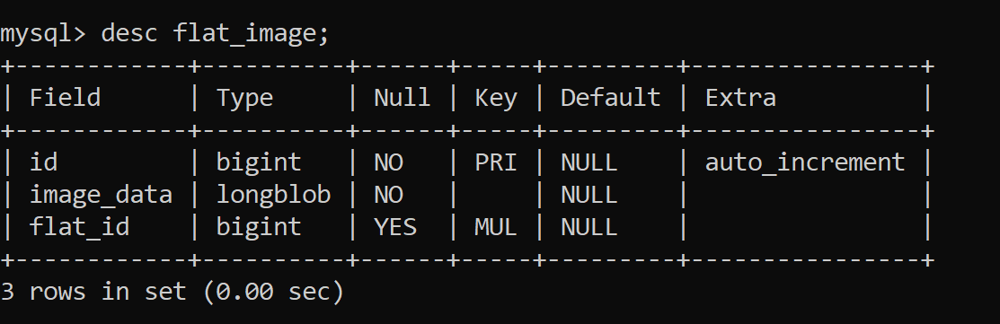 mysql> desc flat_image;
+------------+----------+------+-----+---------+----------------+
| Field      | Type     | Null | Key | Default | Extra          |
+------------+----------+------+-----+---------+----------------+
| id         | bigint   | NO   | PRI | NULL    | auto_increment |
| image_data | longblob | NO   |     | NULL    |                |
| flat_id    | bigint   | YES  | MUL | NULL    |                |
+------------+----------+------+-----+---------+----------------+
3 rows in set (0.00 sec)